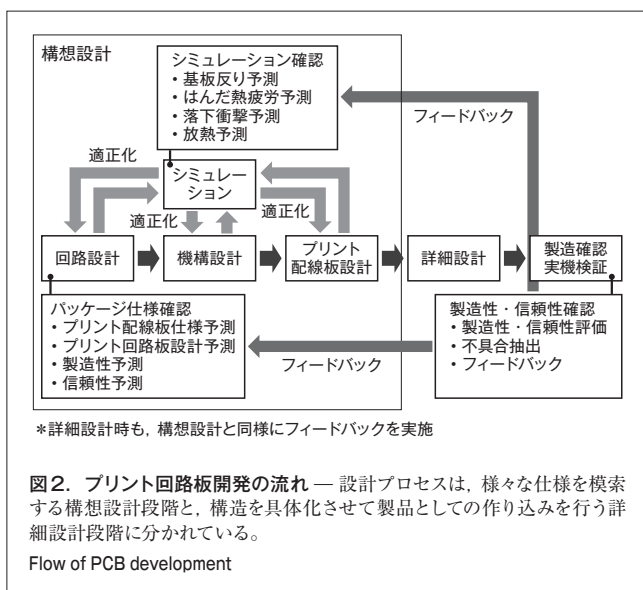 構想設計
シミュレーション確認
・基板反り予測
・はんだ熱疲労予測
・落下衝撃予測
・放熱予測
フィードバック
適正化
シミュレー
ション
適正化
適正化
回路設計
機構設計
プリント
配線板設計
詳細設計
製造確認
実機検証
パッケージ仕様確認
・プリント配線板仕様予測
・プリント回路板設計予測
・製造性予測
・信頼性予測
フィードバック
製造性・信頼性確認
・製造性・信頼性評価
・不具合抽出
・フィードバック
＊詳細設計時も，構想設計と同様にフィードバックを実施
図2．プリント回路板開発の流れ ― 設計プロセスは，様々な仕様を模索
する構想設計段階と，構造を具体化させて製品としての作り込みを行う詳
細設計段階に分かれている。
Flow of PCB development